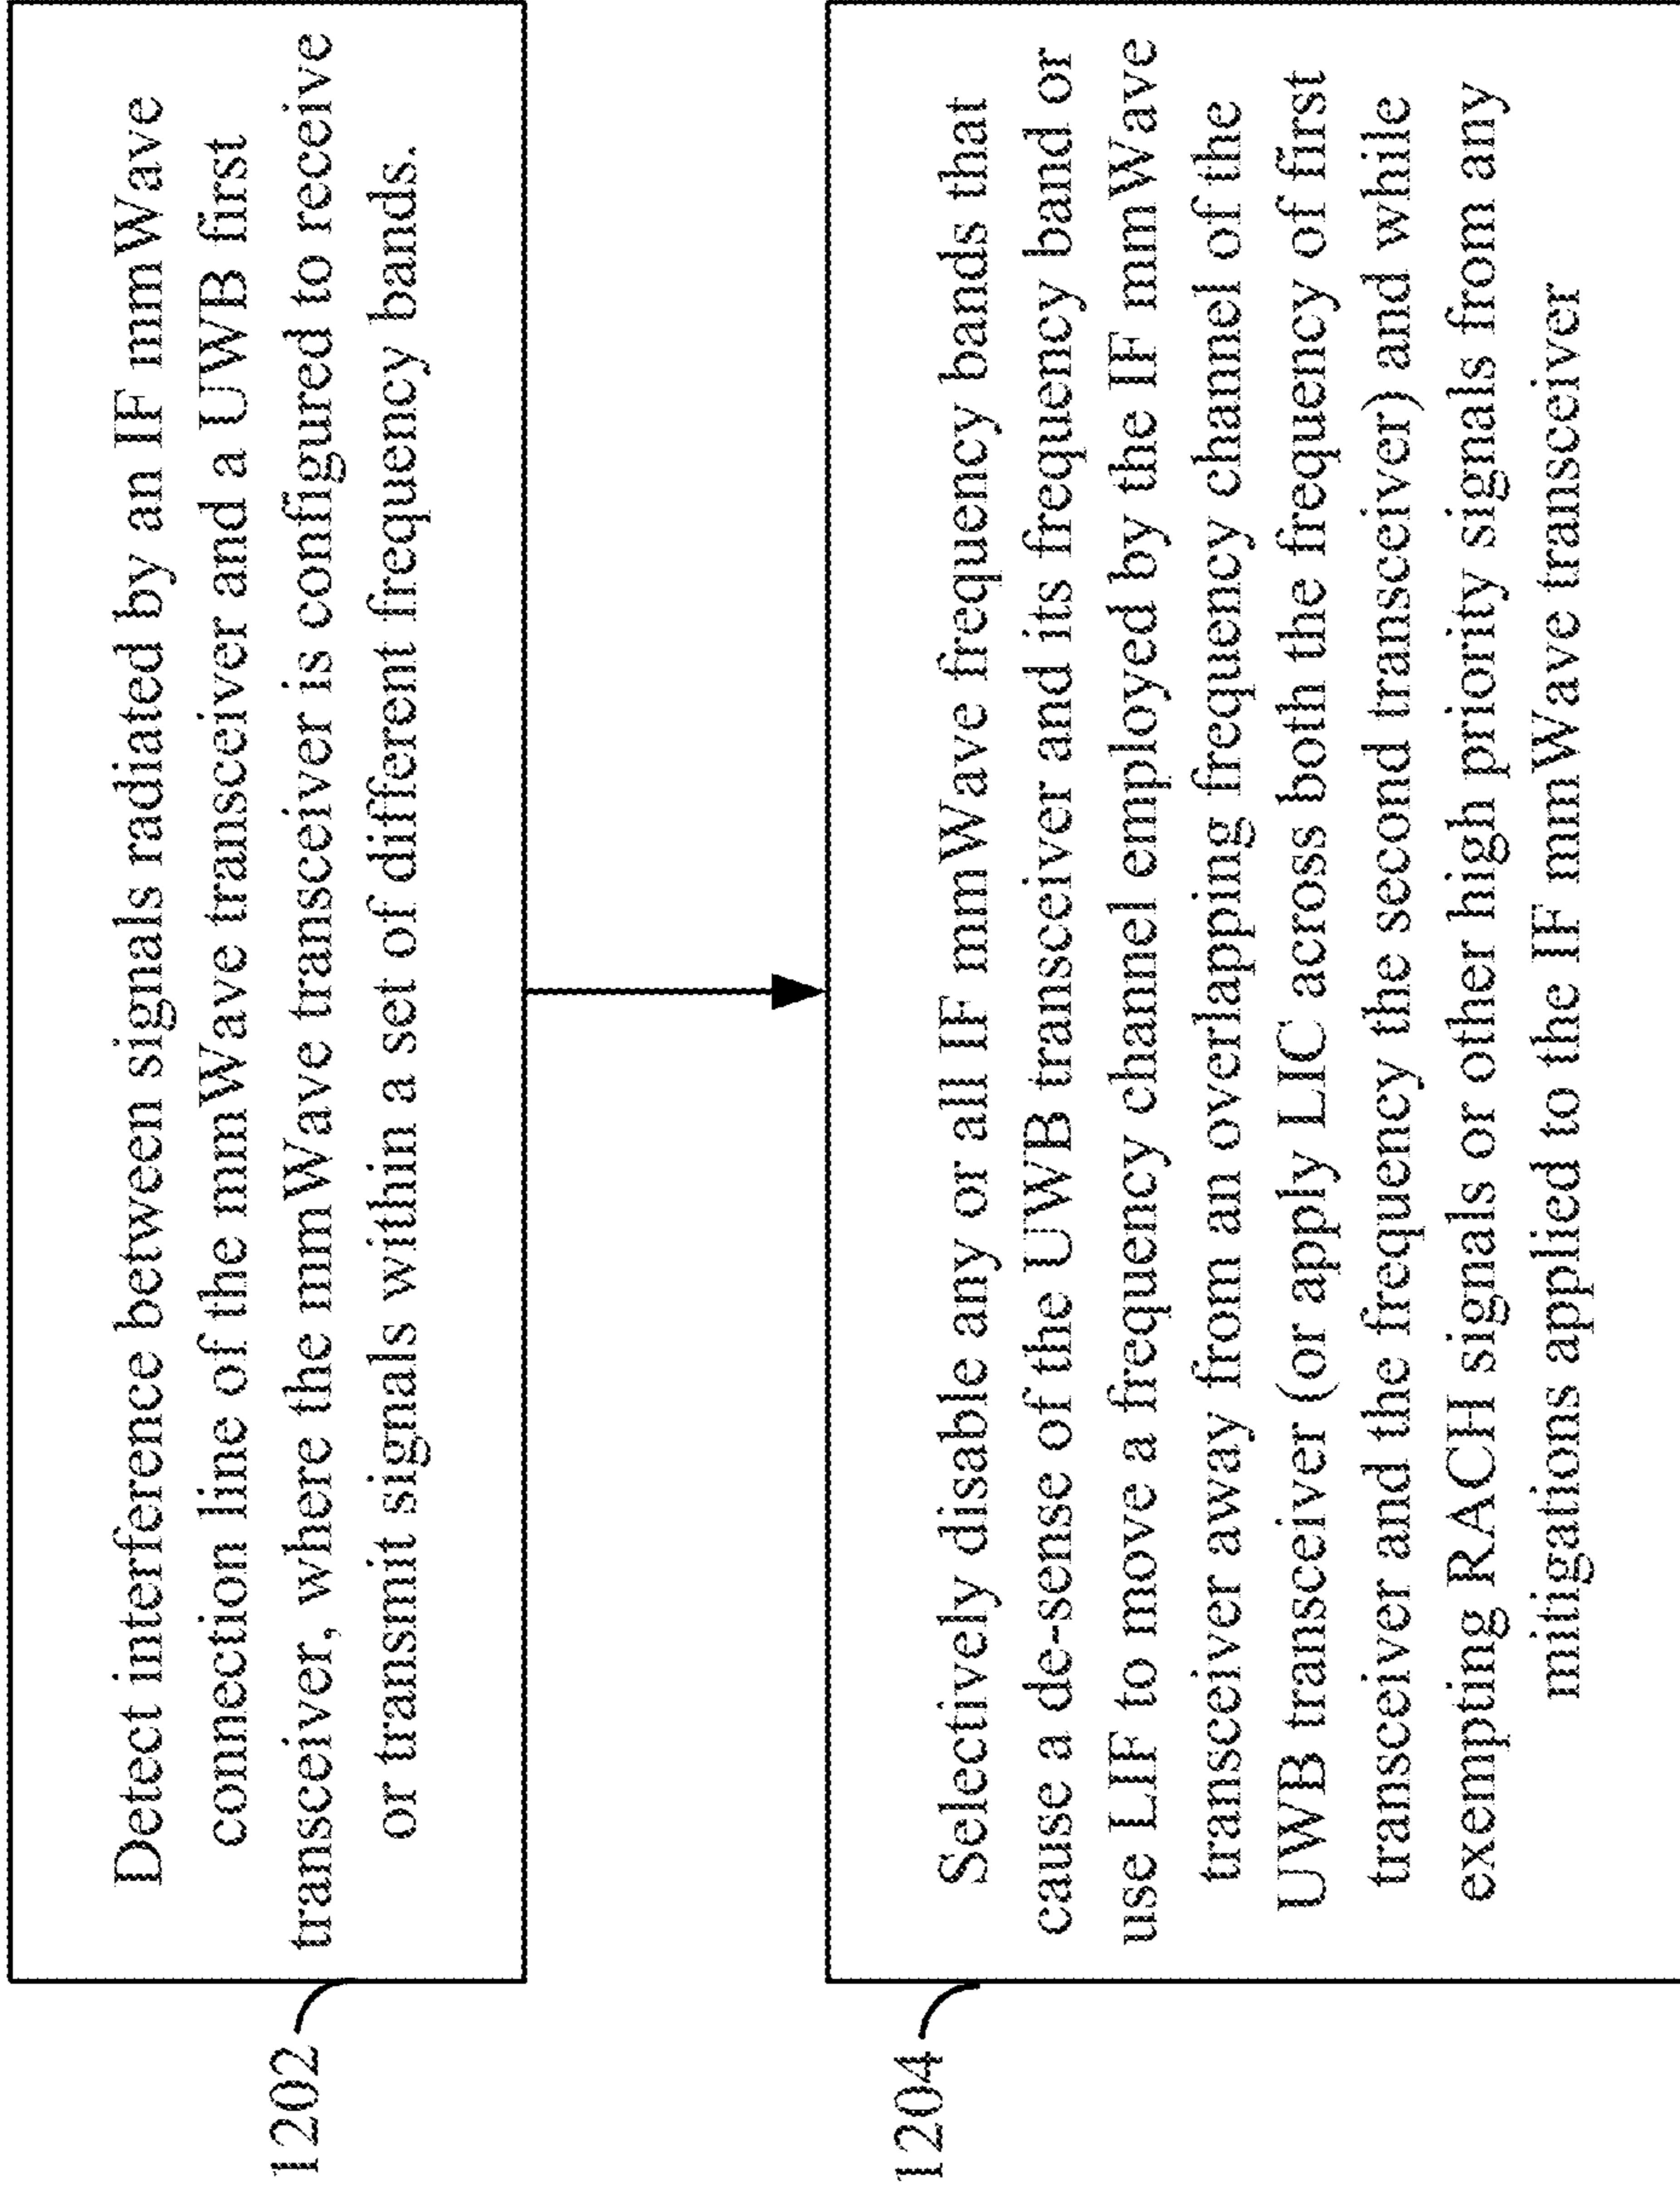 1202
Detect interference between signals radiated by an IF mmWave
connection line of the mmWave transceiver and a UWB first
transceiver, where the mmWave transceiver is configured to receive
or transmit signals within a set of different frequency bands.
1204
Selectively disable any or all IF mmWave frequency bands that
cause a de-sense of the UWB transceiver and its frequency band or
use LIF to move a frequency channel employed by the IF mmWave
transceiver away from an overlapping frequency channel of the
UWB transceiver (or apply LIC across both the frequency of first
transceiver and the frequency the second transceiver) and while
exempting RACH signals or other high priority signals from any
mitigations applied to the IF mmWave transceiver